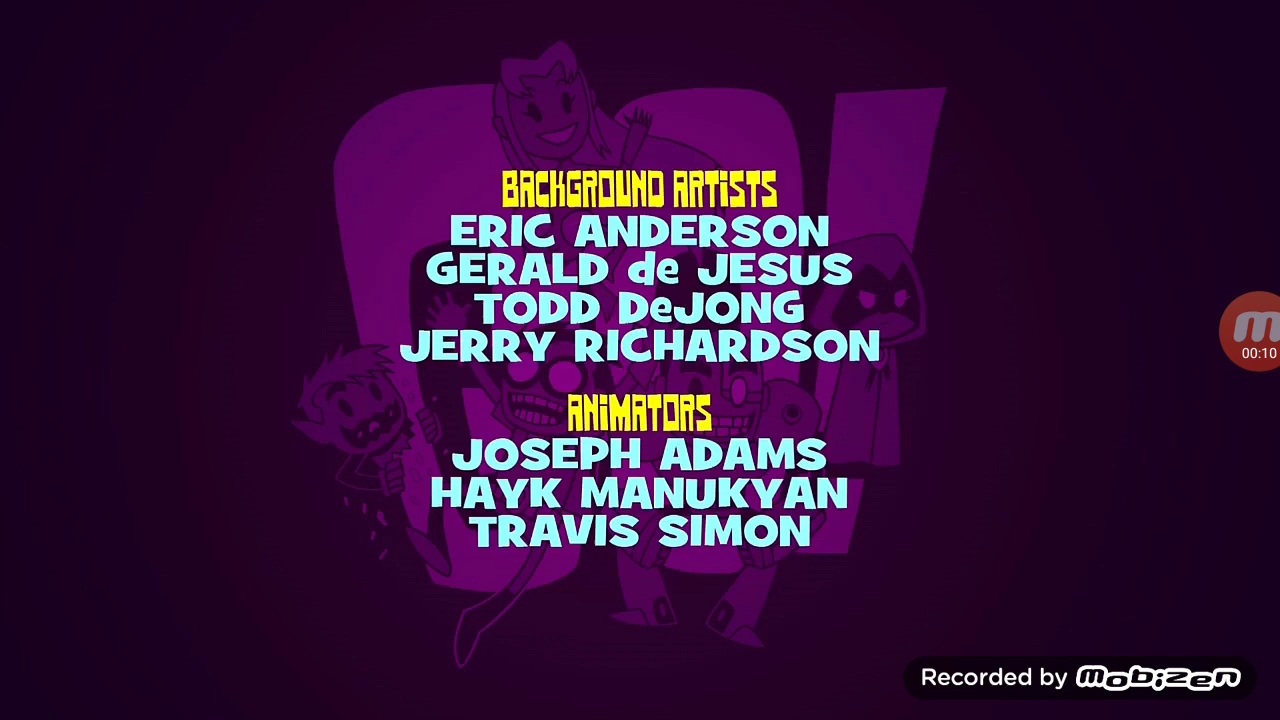 BACKGROUND ARTiSTS
ERIC ANDERSON
GERALD de JESUS
TODD DeJONG
JERRY RICHARDSON
ANiMATORS
JOSEPH ADAMS
HAYK MANUKYAN
TRAVIS SIMON
00:10
Recorded by mobizen